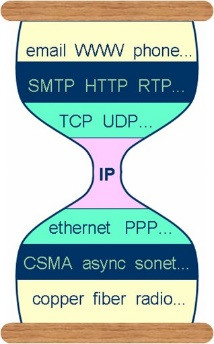 email WWW phone...
SMTP HTTP RTP...
TCP UDP...
IP
ethernet PPP...
CSMA async sonet...
copper fiber radio...